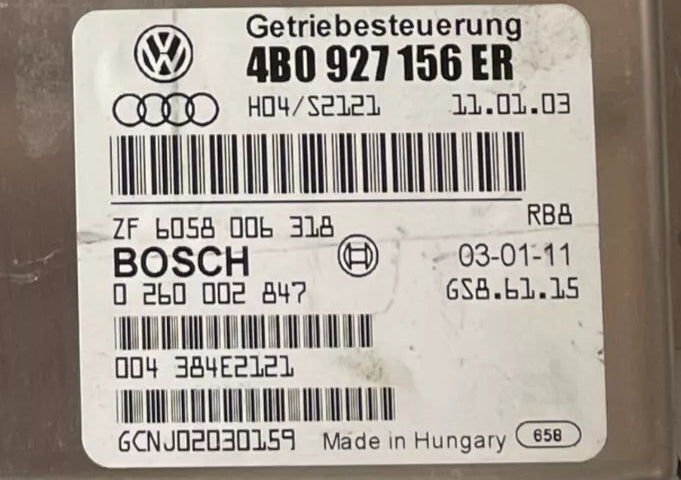 Getriebesteuerung
4B0 927 156 ER
H04/S2121 11.01.03
ZF 6058 006 318 RB8
BOSCH 03-01-11
0 260 002 847 GS8.61.15
004 384E2121
GCNJ02030159 Made in Hungary 658